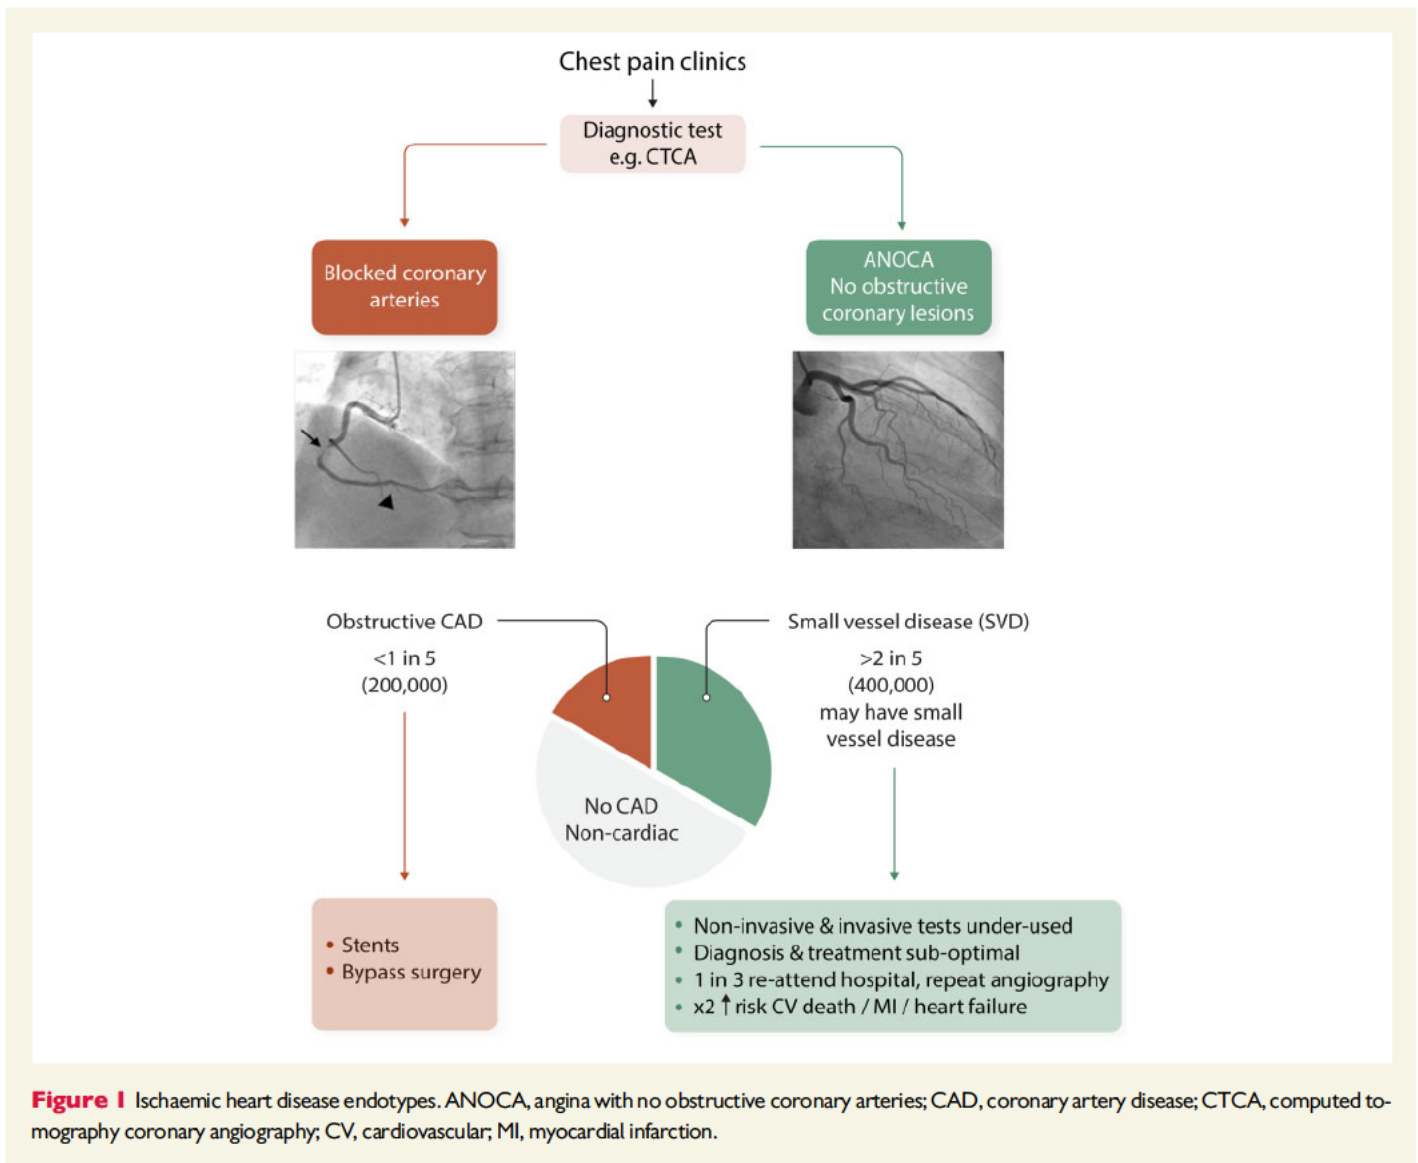 Chest pain clinics
Diagnostic test
e.g. CTCA
Blocked coronary
arteries
ANOCA
No obstructive
coronary lesions
Obstructive CAD
<1 in 5
(200,000)
Small vessel disease (SVD)
>2 in 5
(400,000)
may have small
vessel disease
No CAD
Non-cardiac
• Stents
• Bypass surgery
• Non-invasive & invasive tests under-used
• Diagnosis & treatment sub-optimal
• 1 in 3 re-attend hospital, repeat angiography
• x2 ↑ risk CV death / MI / heart failure
Figure 1 Ischaemic heart disease endotypes. ANOCA, angina with no obstructive coronary arteries; CAD, coronary artery disease; CTCA, computed to-
mography coronary angiography; CV, cardiovascular; MI, myocardial infarction.